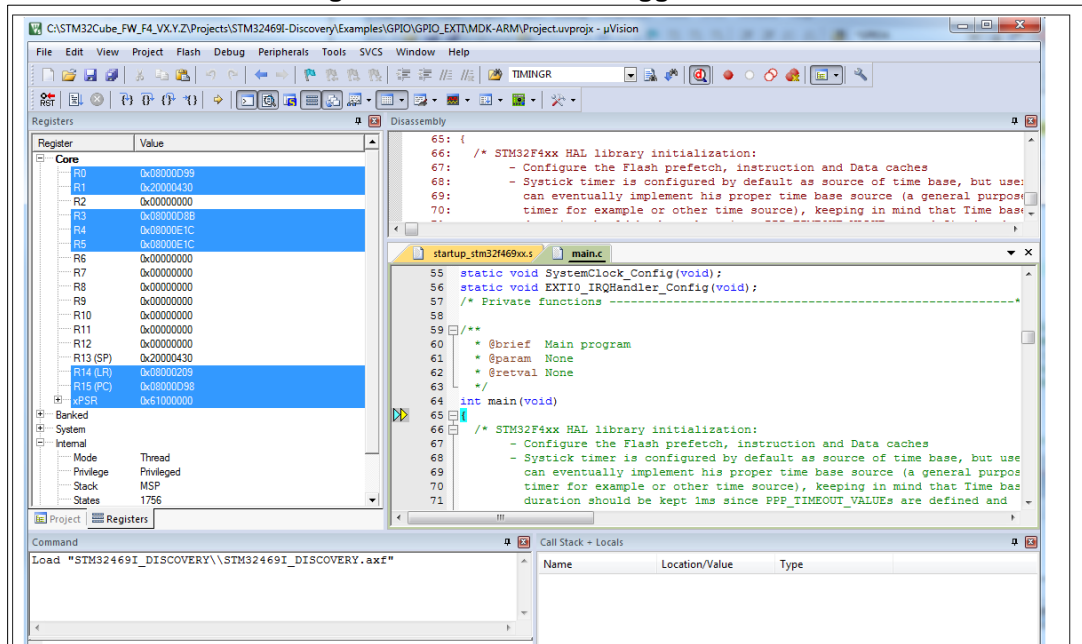 C:\STM32Cube_FW_F4_VX.Y.Z\Projects\STM32469I-Discovery\Examples\GPIO\GPIO_EXTI\MDK-ARM\Project.uvprojx - µVision
File Edit View Project Flash Debug Peripherals Tools SVCS Window Help
TIMINGR
RST
Registers
Register Value
Core
R0 0x08000D99
R1 0x20000430
R2 0x00000000
R3 0x08000D8B
R4 0x08000E1C
R5 0x08000E1C
R6 0x00000000
R7 0x00000000
R8 0x00000000
R9 0x00000000
R10 0x00000000
R11 0x00000000
R12 0x00000000
R13 (SP) 0x20000430
R14 (LR) 0x08000209
R15 (PC) 0x08000D98
xPSR 0x61000000
Banked
System
Internal
Mode Thread
Privilege Privileged
Stack MSP
States 1756
Project Registers
Disassembly
65: {
66: /* STM32F4xx HAL library initialization:
67: - Configure the Flash prefetch, instruction and Data caches
68: - Systick timer is configured by default as source of time base, but use
69: can eventually implement his proper time base source (a general purpose
70: timer for example or other time source), keeping in mind that Time base
startup_stm32f469xx.s main.c
55 static void SystemClock_Config(void);
56 static void EXTI0_IRQHandler_Config(void);
57 /* Private functions ---------------------------------------------------------*
58
59 /**
60 * @brief Main program
61 * @param None
62 * @retval None
63 */
64 int main(void)
65 {
66 /* STM32F4xx HAL library initialization:
67 - Configure the Flash prefetch, instruction and Data caches
68 - Systick timer is configured by default as source of time base, but use
69 can eventually implement his proper time base source (a general purpos
70 timer for example or other time source), keeping in mind that Time bas
71 duration should be kept 1ms since PPP_TIMEOUT_VALUEs are defined and
Command
Load "STM32469I_DISCOVERY\\STM32469I_DISCOVERY.axf"
Call Stack + Locals
Name Location/Value Type